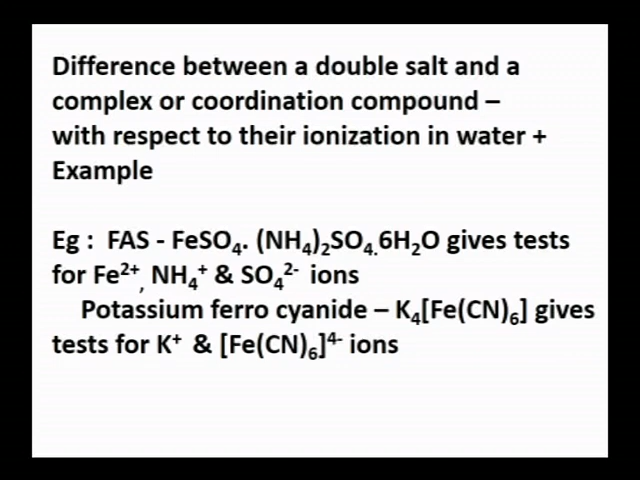 Difference between a double salt and a
complex or coordination compound –
with respect to their ionization in water +
Example
Eg : FAS - FeSO₄. (NH₄)₂SO₄.6H₂O gives tests
for Fe²⁺, NH₄⁺ & SO₄²⁻ ions
Potassium ferro cyanide – K₄[Fe(CN)₆] gives
tests for K⁺ & [Fe(CN)₆]⁴⁻ ions